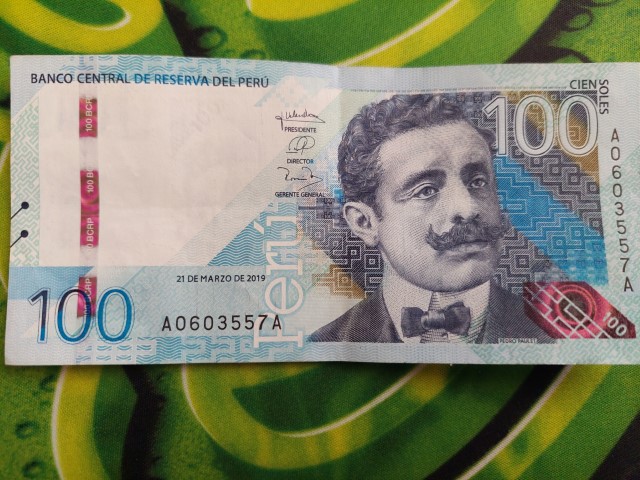 BANCO CENTRAL DE RESERVA DEL PERÚ
100 BCRP
100 BCRP
100 BCRP
100 BCRP
PRESIDENTE
DIRECTOR
GERENTE GENERAL
21 DE MARZO DE 2019
A0603557A
100
Perú
100
CIEN
SOLES
A0603557A
100